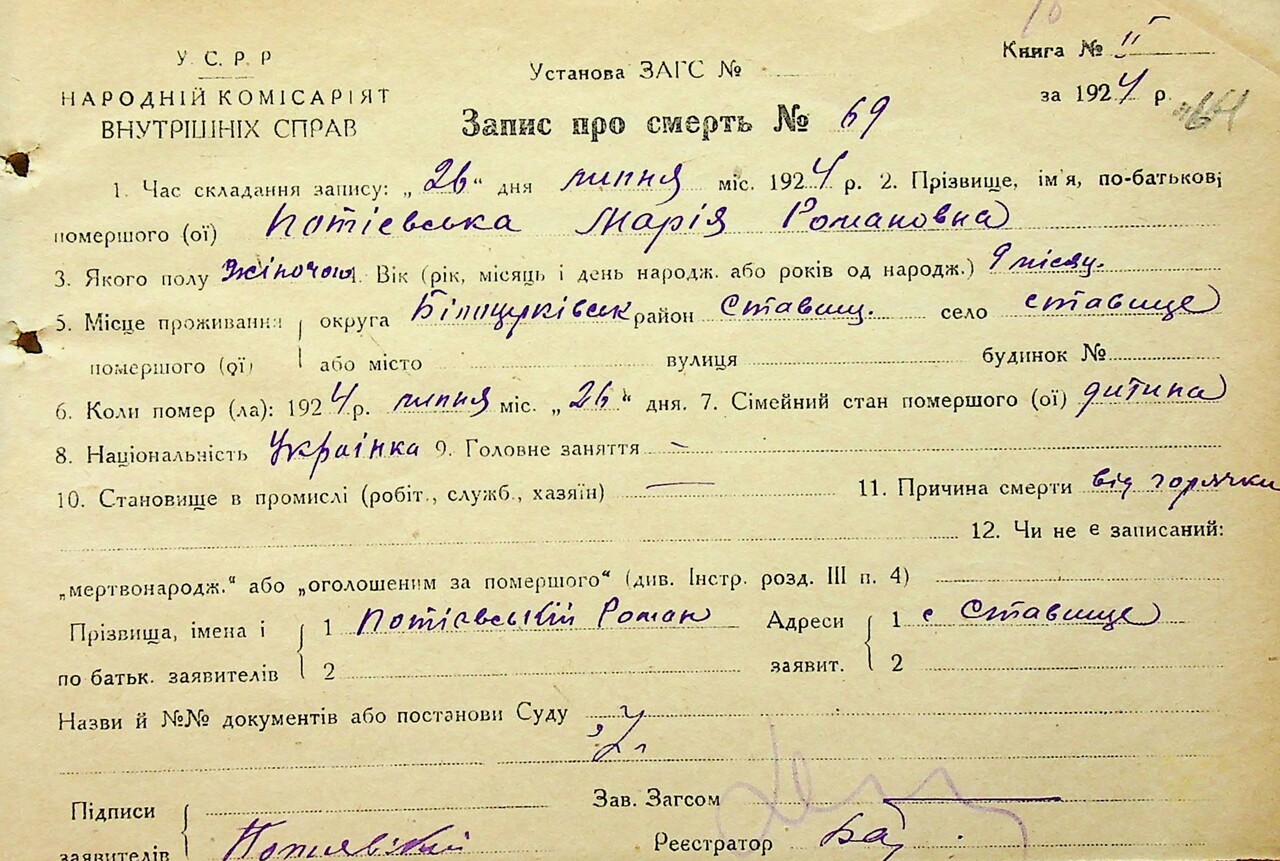 У. С. Р. Р
НАРОДНІЙ КОМІСАРІЯТ
ВНУТРІШНІХ СПРАВ
Установа ЗАГС №
Книга № II
за 1924 р.
64
Запис про смерть № 69
1. Час складання запису: „26“ дня липня міс. 1924 р. 2. Прізвище, ім'я, по-батькові
помершого (ої) Потієвська Марія Романовна
3. Якого полу Жіночого 4. Вік (рік, місяць і день народж. або років од народж.) 9 місяц.
5. Місце проживання округа Білоцерківськ район Ставищ. село ставище
помершого (ої) або місто вулиця будинок №
6. Коли помер (ла): 1924 р. липня міс. „26“ дня. 7. Сімейний стан помершого (ої) дитина
8. Національність Українка 9. Головне заняття —
10. Становище в промислі (робіт., служб., хазяїн) — 11. Причина смерти від горячки
12. Чи не є записаний:
„мертвонародж.“ або „оголошеним за помершого“ (див. Інстр. розд. III п. 4)
Прізвища, імена і 1 Потієвський Роман Адреси 1 с Ставище
по батьк. заявителів 2 заявит. 2
Назви й №№ документів або постанови Суду
Підписи Зав. Загсом
заявителів Потиевский Реєстратор